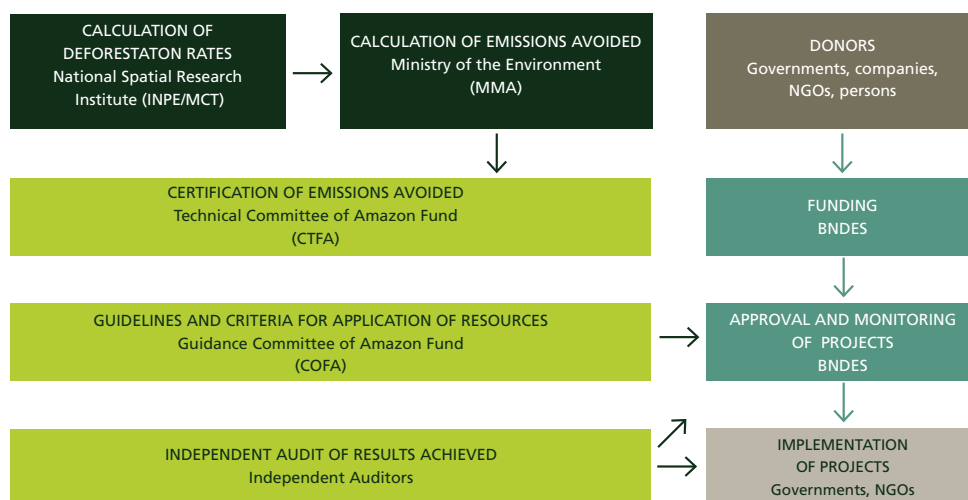 CALCULATION OF
DEFORESTATON RATES
National Spatial Research
Institute (INPE/MCT)
CALCULATION OF EMISSIONS AVOIDED
Ministry of the Environment
(MMA)
DONORS
Governments, companies,
NGOs, persons
CERTIFICATION OF EMISSIONS AVOIDED
Technical Committee of Amazon Fund
(CTFA)
FUNDING
BNDES
GUIDELINES AND CRITERIA FOR APPLICATION OF RESOURCES
Guidance Committee of Amazon Fund
(COFA)
APPROVAL AND MONITORING
OF PROJECTS
BNDES
INDEPENDENT AUDIT OF RESULTS ACHIEVED
Independent Auditors
IMPLEMENTATION
OF PROJECTS
Governments, NGOs